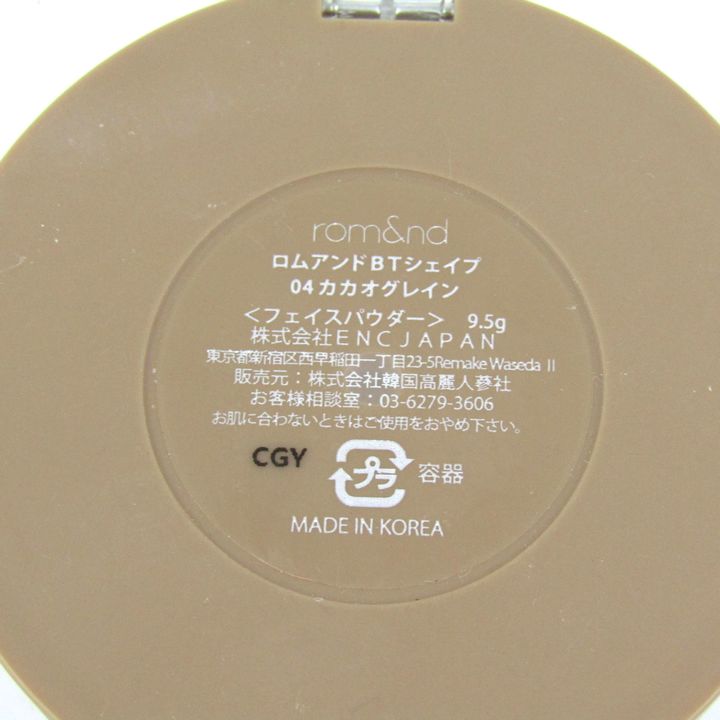 rom&nd
ロムアンドBTシェイプ
04カカオグレイン
＜フェイスパウダー＞ 9.5g
株式会社ENCJAPAN
東京都新宿区西早稲田一丁目23-5Remake Waseda Ⅱ
販売元：株式会社韓国高麗人蔘社
お客様相談室：03-6279-3606
お肌に合わないときはご使用をおやめ下さい。
CGY
プラ 容器
MADE IN KOREA